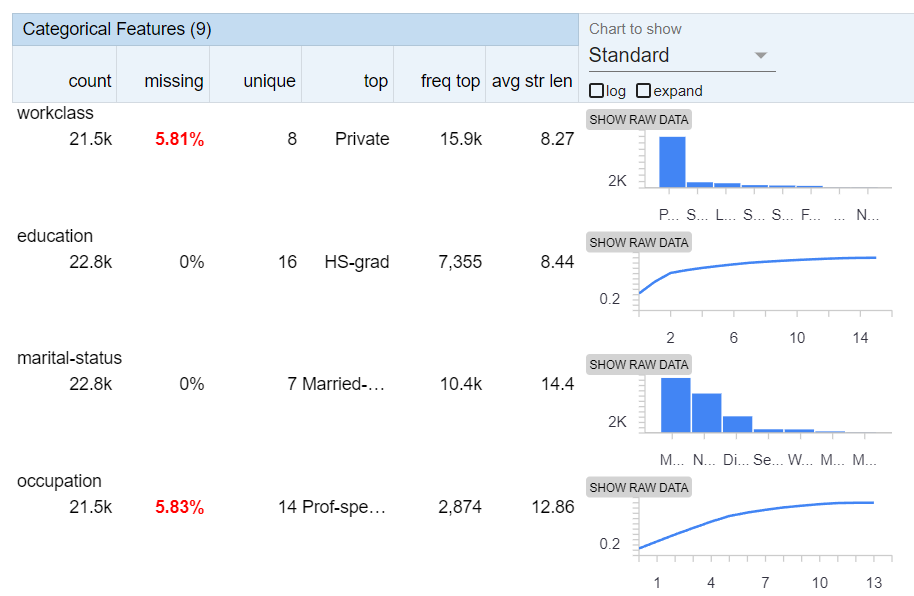 Categorical Features (9)
Chart to show
Standard
count missing unique top freq top avg str len
log expand
workclass
21.5k 5.81% 8 Private 15.9k 8.27
SHOW RAW DATA
2K
P... S... L... S... S... F... ... N...
education
22.8k 0% 16 HS-grad 7,355 8.44
SHOW RAW DATA
0.2
2 6 10 14
marital-status
22.8k 0% 7 Married-... 10.4k 14.4
SHOW RAW DATA
2K
M... N... Di... Se... W... M... M...
occupation
21.5k 5.83% 14 Prof-spe... 2,874 12.86
SHOW RAW DATA
0.2
1 4 7 10 13